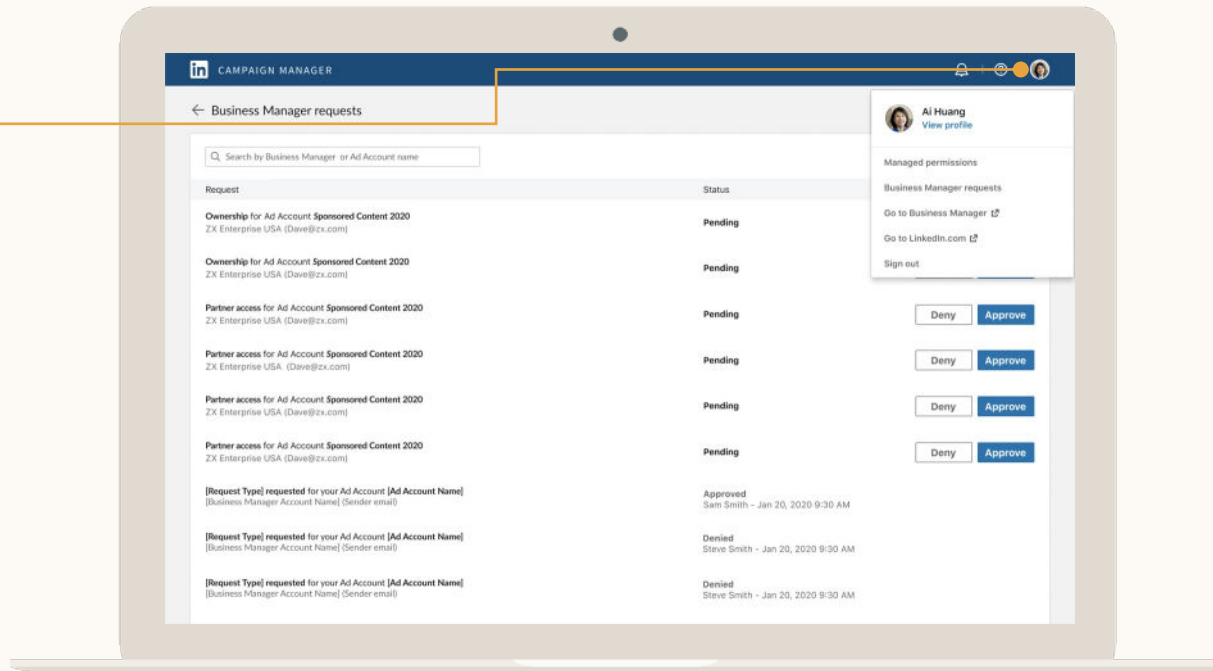 in CAMPAIGN MANAGER
← Business Manager requests
Ai Huang
View profile
Managed permissions
Business Manager requests
Go to Business Manager
Go to LinkedIn.com
Sign out
Search by Business Manager or Ad Account name
Request Status
Ownership for Ad Account Sponsored Content 2020
ZX Enterprise USA (Dave@zx.com)
Pending
Ownership for Ad Account Sponsored Content 2020
ZX Enterprise USA (Dave@zx.com)
Pending
Partner access for Ad Account Sponsored Content 2020
ZX Enterprise USA (Dave@zx.com)
Pending
Deny Approve
Partner access for Ad Account Sponsored Content 2020
ZX Enterprise USA (Dave@zx.com)
Pending
Deny Approve
Partner access for Ad Account Sponsored Content 2020
ZX Enterprise USA (Dave@zx.com)
Pending
Deny Approve
Partner access for Ad Account Sponsored Content 2020
ZX Enterprise USA (Dave@zx.com)
Pending
Deny Approve
[Request Type] requested for your Ad Account [Ad Account Name]
[Business Manager Account Name] (Sender email)
Approved
Sam Smith - Jan 20, 2020 9:30 AM
[Request Type] requested for your Ad Account [Ad Account Name]
[Business Manager Account Name] (Sender email)
Denied
Steve Smith - Jan 20, 2020 9:30 AM
[Request Type] requested for your Ad Account [Ad Account Name]
[Business Manager Account Name] (Sender email)
Denied
Steve Smith - Jan 20, 2020 9:30 AM